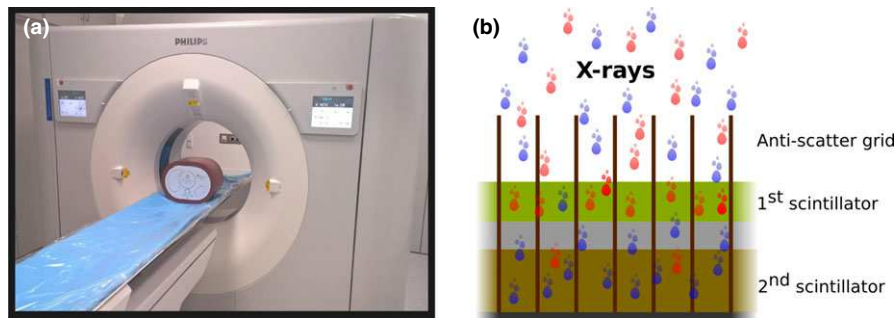 (a)
PHILIPS
(b)
X-rays
Anti-scatter grid
1st scintillator
2nd scintillator